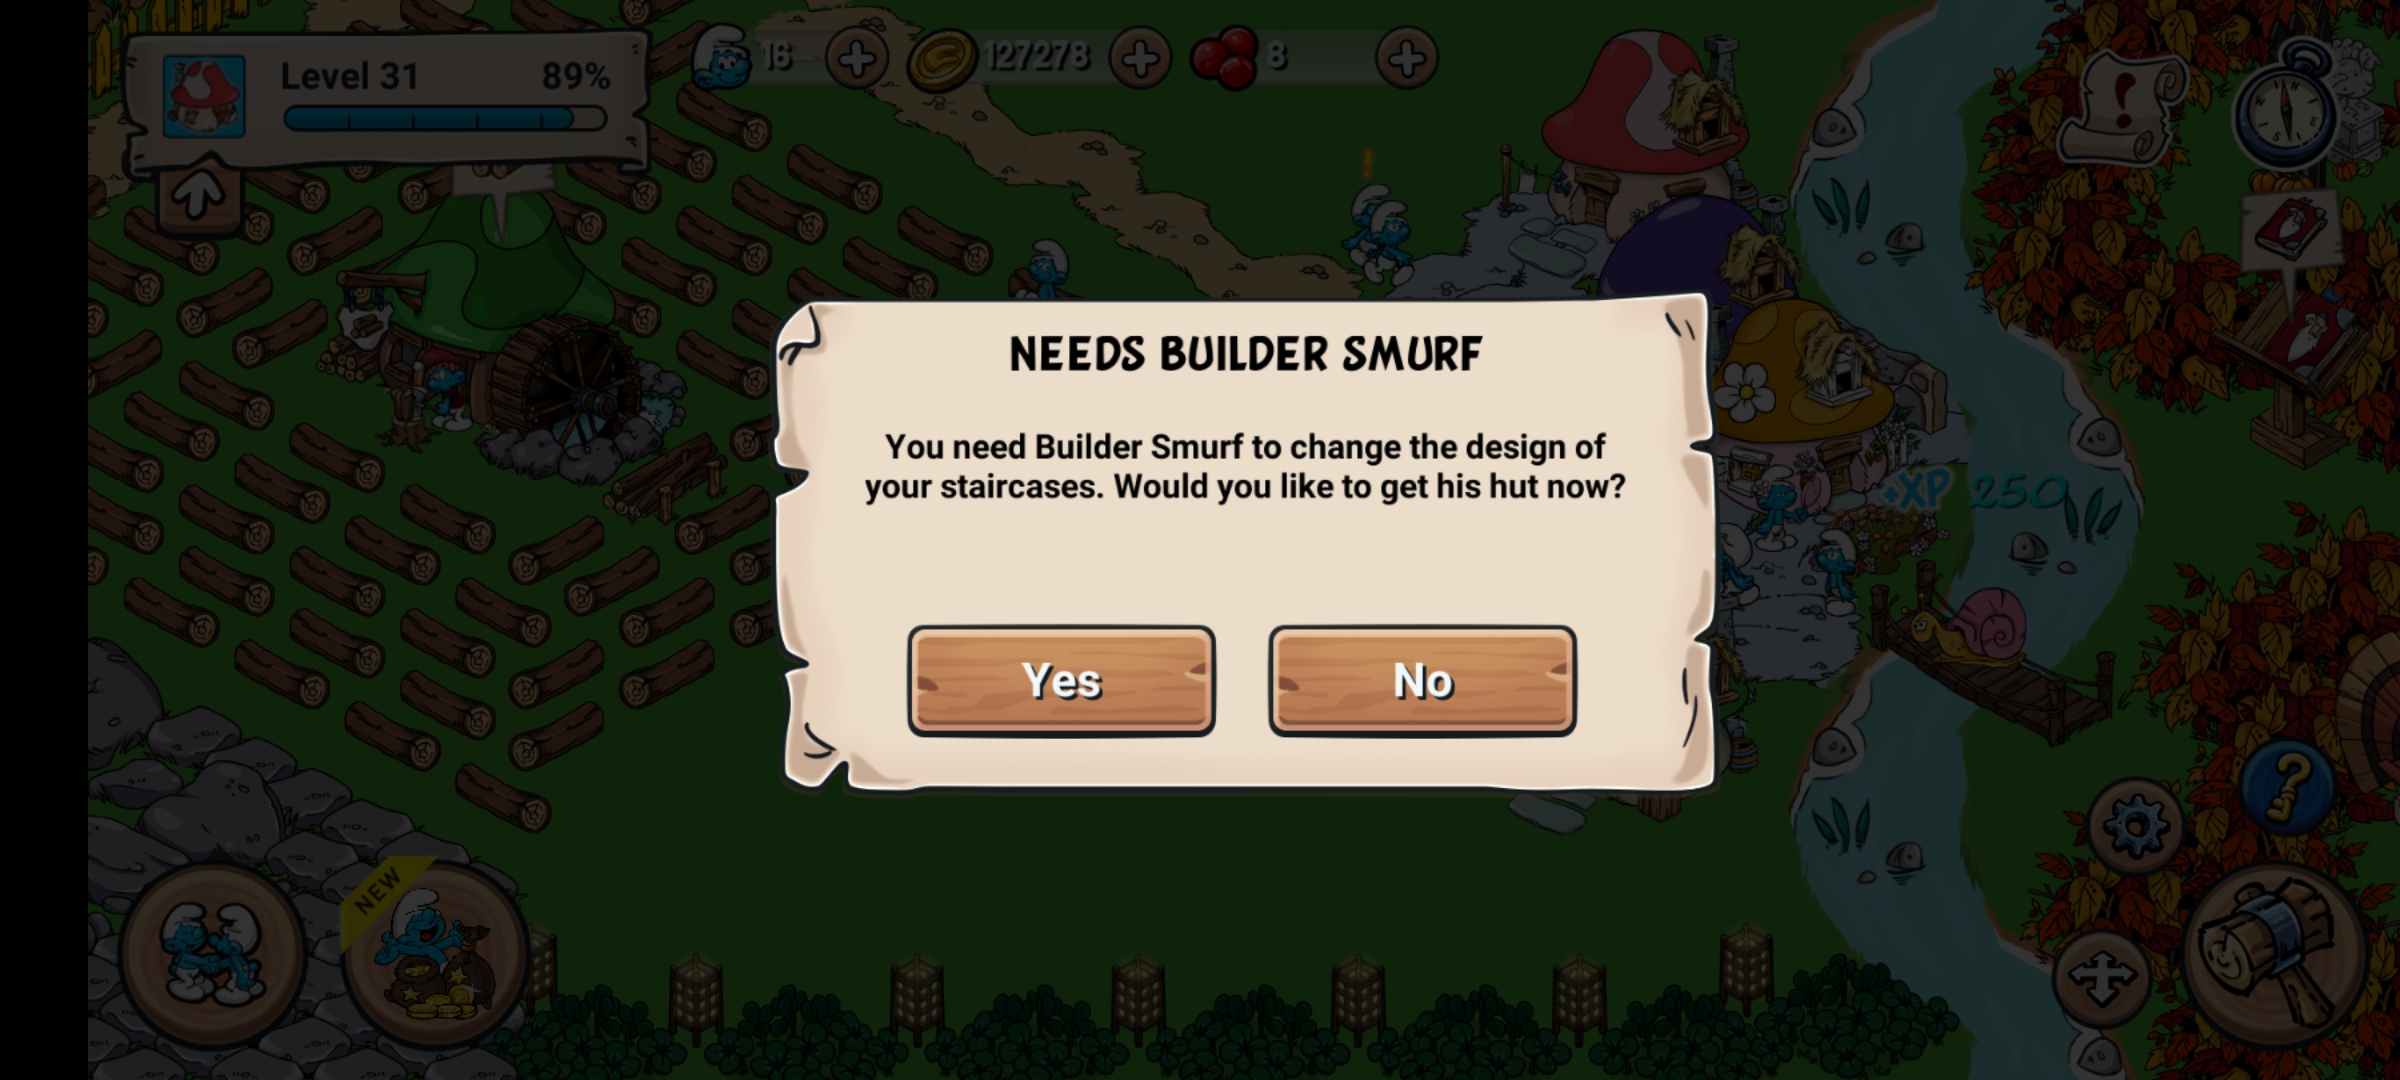 Level 31
89%
16
127278
8
NEEDS BUILDER SMURF
You need Builder Smurf to change the design of
your staircases. Would you like to get his hut now?
Yes
No
+XP 250
NEW